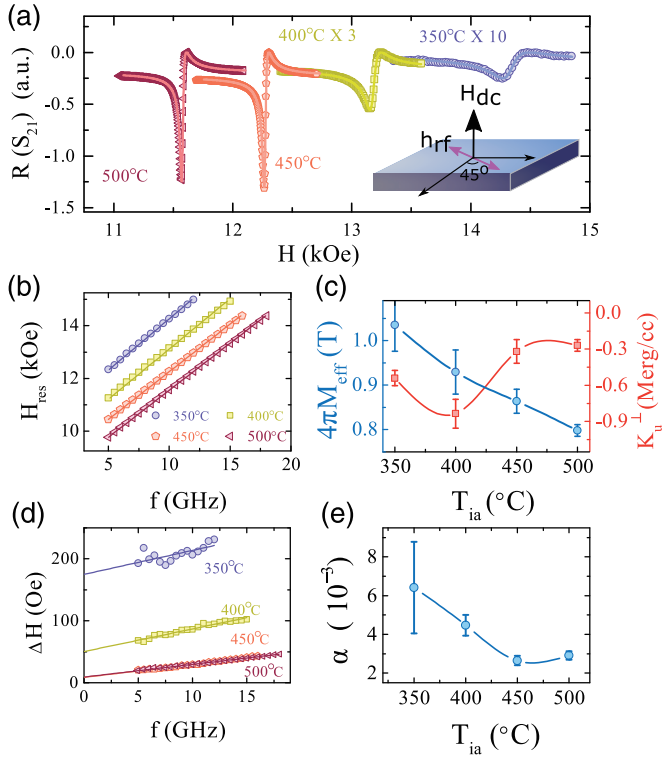 (a)
400°C X 3
350°C X 10
0.0
-0.5
-1.0
-1.5
R (S21) (a.u.)
500°C
450°C
Hdc
hrf
45°
11 12 13 14 15
H (kOe)
(b)
14
12
10
Hres (kOe)
350°C 400°C
450°C 500°C
0 5 10 15 20
f (GHz)
(c)
1.0
0.9
0.8
4πMeff (T)
0.0
-0.3
-0.6
-0.9
Ku⊥ (Merg/cc)
350 400 450 500
Tia (°C)
(d)
200
100
0
ΔH (Oe)
350°C
400°C
450°C
500°C
0 5 10 15
f (GHz)
(e)
8
6
4
2
α (10⁻³)
350 400 450 500
Tia (°C)